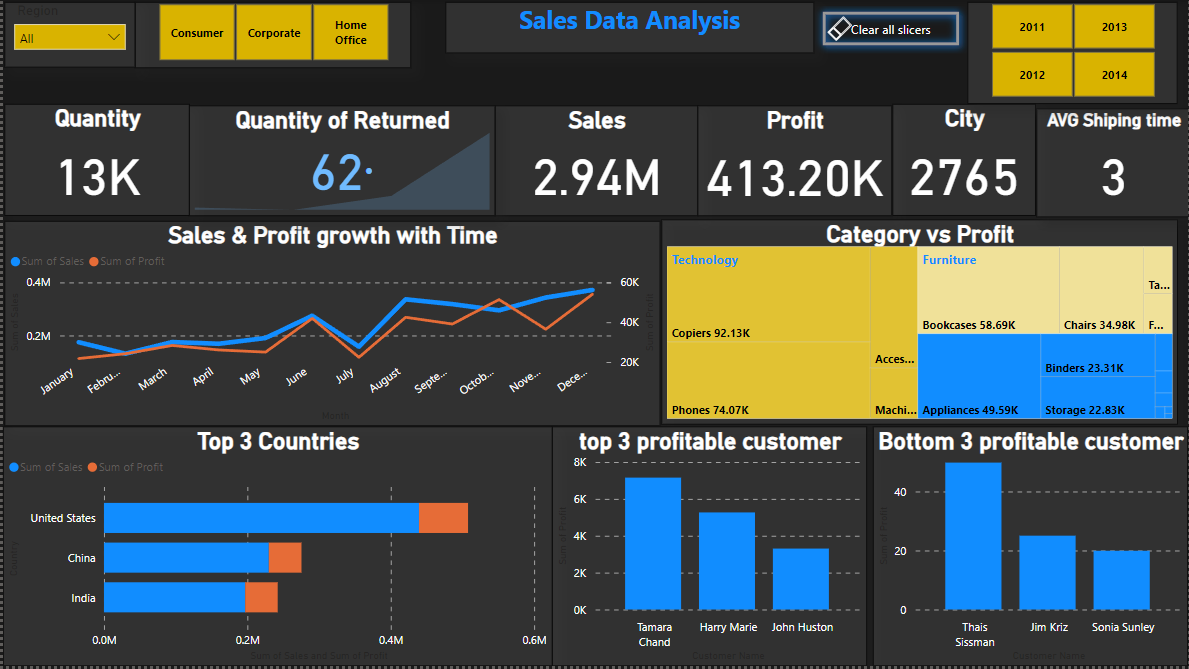 Region
All
Consumer
Corporate
Home
Office
Sales Data Analysis
Clear all slicers
2011
2013
2012
2014
Quantity
13K
Quantity of Returned
62
Sales
2.94M
Profit
413.20K
City
2765
AVG Shiping time
3
Sales & Profit growth with Time
Sum of Sales
Sum of Profit
0.4M
0.2M
60K
40K
20K
Sum of Profit
January
Febru...
March
April
May
June
July
August
Septe...
Octob...
Nove...
Dece...
Month
Category vs Profit
Technology
Copiers 92.13K
Phones 74.07K
Acces...
Machi...
Furniture
Bookcases 58.69K
Chairs 34.98K
Ta...
F...
Appliances 49.59K
Binders 23.31K
Storage 22.83K
Top 3 Countries
Sum of Sales
Sum of Profit
Country
United States
China
India
0.0M
0.2M
0.4M
0.6M
Sum of Sales and Sum of Profit
top 3 profitable customer
Sum of Profit
8K
6K
4K
2K
0K
Tamara
Chand
Harry Marie
John Huston
Customer Name
Bottom 3 profitable customer
Sum of Profit
40
20
0
Thais
Sissman
Jim Kriz
Sonia Sunley
Customer Name